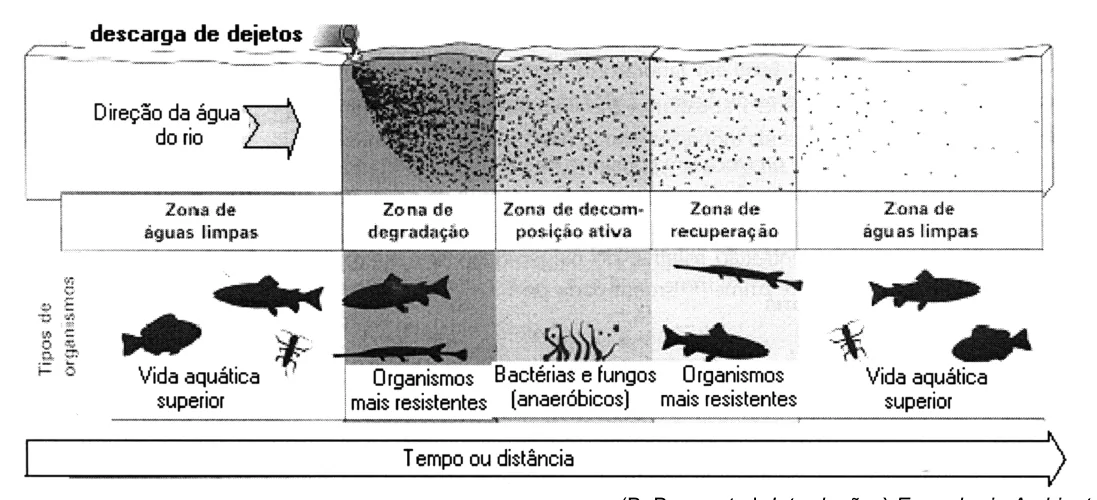 descarga de dejetos
Direção da água
do rio
Zona de
águas limpas
Zona de
degradação
Zona de decom-
posição ativa
Zona de
recuperação
Zona de
águas limpas
Tipos de
organismos
Vida aquática
superior
Organismos
mais resistentes
Bactérias e fungos
(anaeróbicos)
Organismos
mais resistentes
Vida aquática
superior
Tempo ou distância